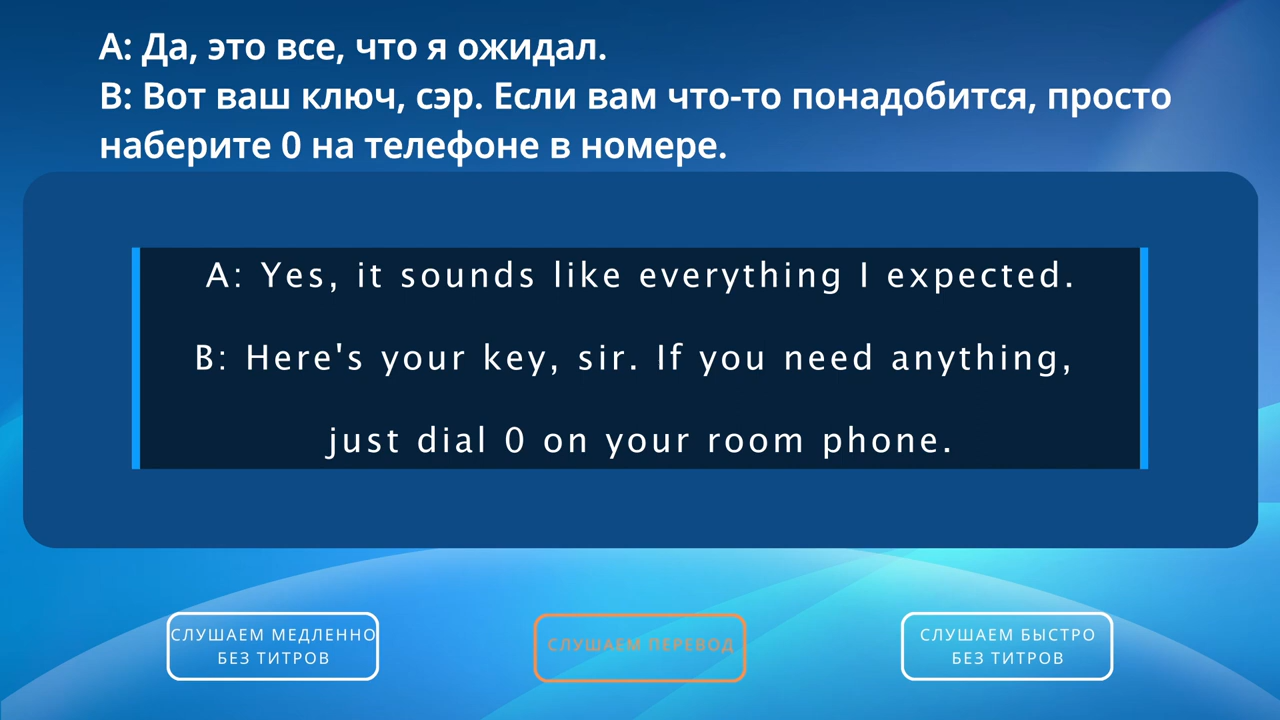 A: Да, это все, что я ожидал.
B: Вот ваш ключ, сэр. Если вам что-то понадобится, просто
наберите 0 на телефоне в номере.
A: Yes, it sounds like everything I expected.
B: Here's your key, sir. If you need anything,
just dial 0 on your room phone.
СЛУШАЕМ МЕДЛЕННО
БЕЗ ТИТРОВ
СЛУШАЕМ ПЕРЕВОД
СЛУШАЕМ БЫСТРО
БЕЗ ТИТРОВ